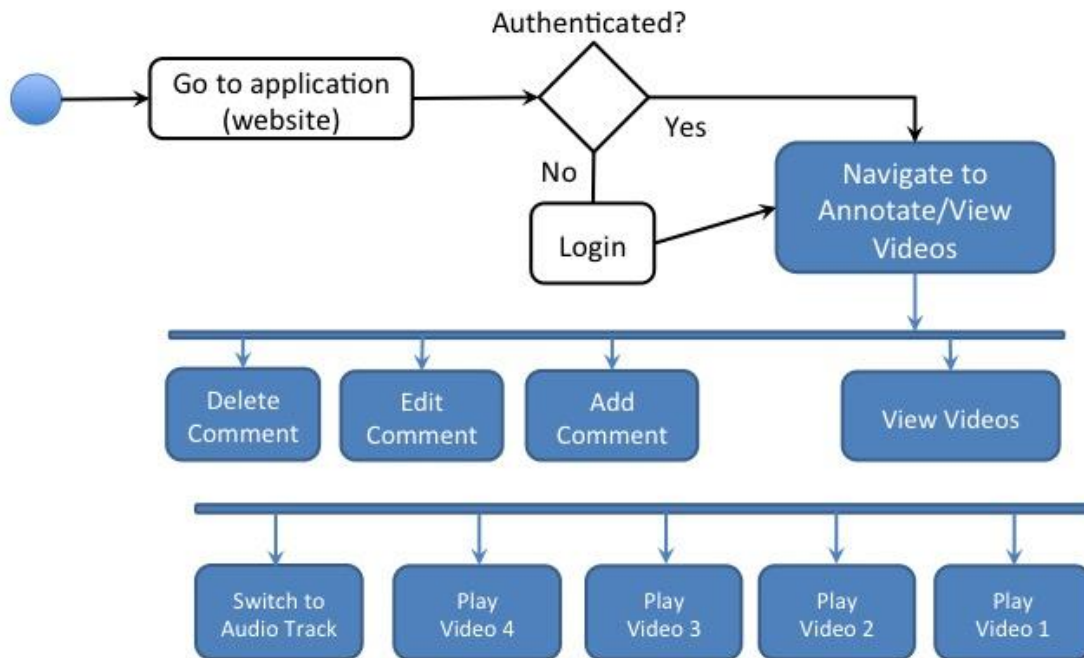 Authenticated?
Go to application
(website)
Yes
No
Login
Navigate to
Annotate/View
Videos
Delete
Comment
Edit
Comment
Add
Comment
View Videos
Switch to
Audio Track
Play
Video 4
Play
Video 3
Play
Video 2
Play
Video 1